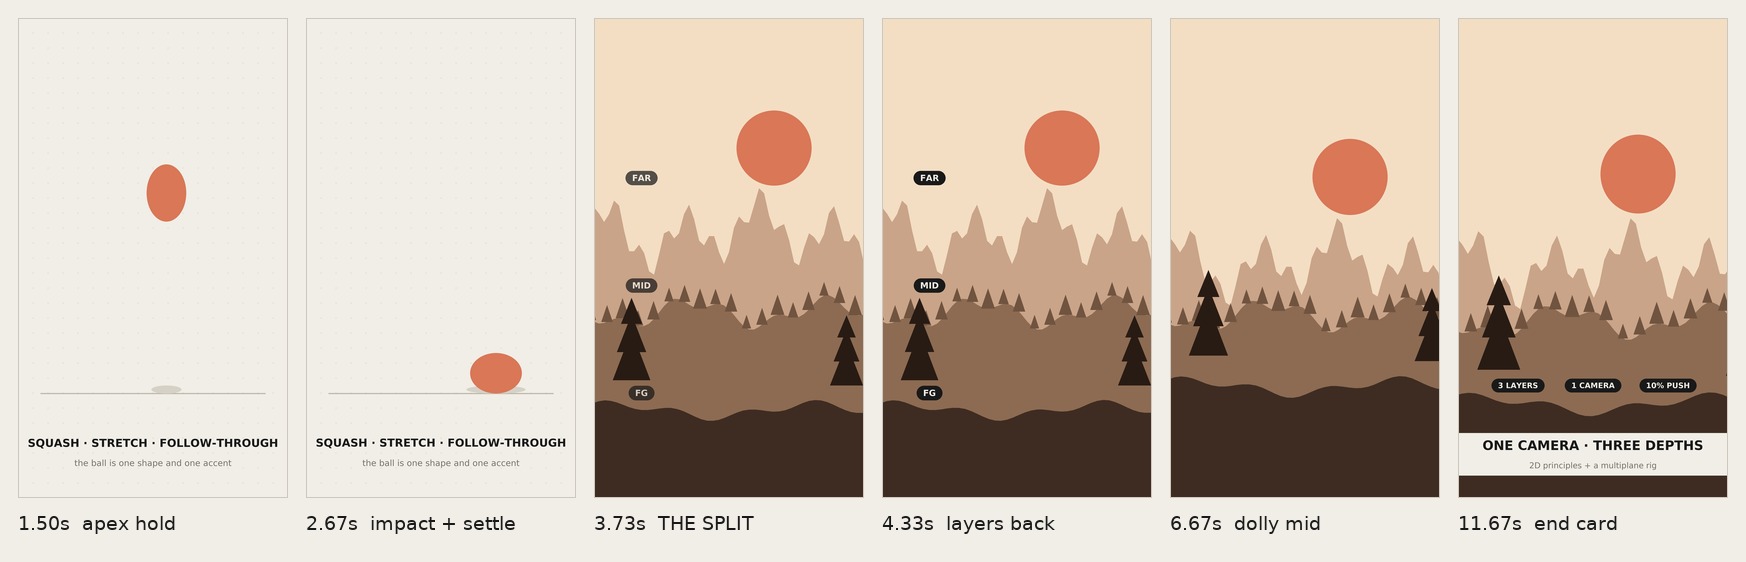 SQUASH · STRETCH · FOLLOW-THROUGH
the ball is one shape and one accent
1.50s  apex hold
SQUASH · STRETCH · FOLLOW-THROUGH
the ball is one shape and one accent
2.67s  impact + settle
FAR
MID
FG
3.73s  THE SPLIT
FAR
MID
FG
4.33s  layers back
6.67s  dolly mid
3 LAYERS
1 CAMERA
10% PUSH
ONE CAMERA · THREE DEPTHS
2D principles + a multiplane rig
11.67s  end card